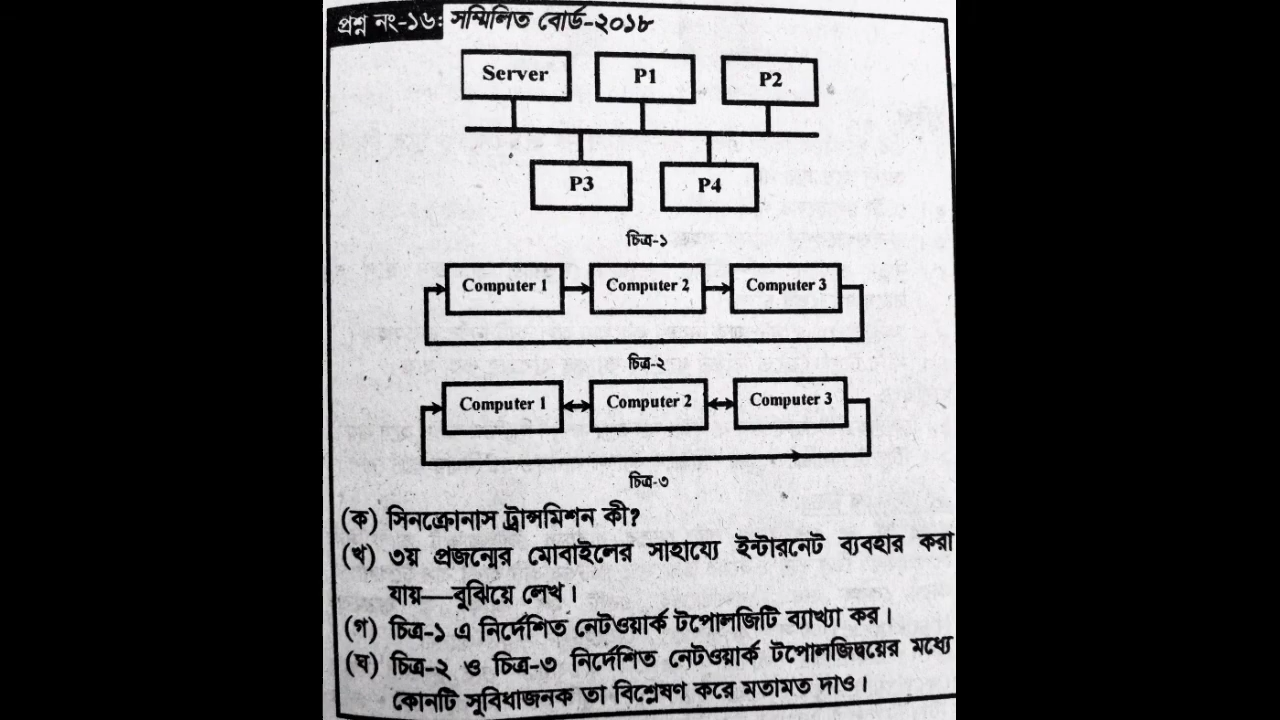 প্রশ্ন নং-১৬: সম্মিলিত বোর্ড-২০১৮
Server P1 P2
P3 P4
চিত্র-১
Computer 1 Computer 2 Computer 3
চিত্র-২
Computer 1 Computer 2 Computer 3
চিত্র-৩
(ক) সিনক্রোনাস ট্রান্সমিশন কী?
(খ) ৩য় প্রজন্মের মোবাইলের সাহায্যে ইন্টারনেট ব্যবহার করা
যায়—বুঝিয়ে লেখ।
(গ) চিত্র-১ এ নির্দেশিত নেটওয়ার্ক টপোলজিটি ব্যাখ্যা কর।
(ঘ) চিত্র-২ ও চিত্র-৩ নির্দেশিত নেটওয়ার্ক টপোলজিদ্বয়ের মধ্যে
কোনটি সুবিধাজনক তা বিশ্লেষণ করে মতামত দাও।